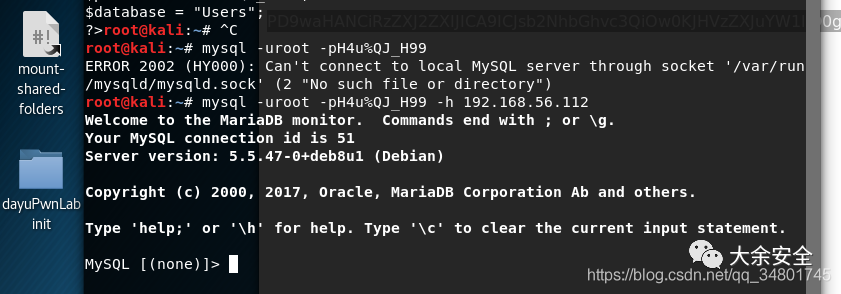 $database = "Users";
?>root@kali:~# ^C
root@kali:~# mysql -uroot -pH4u%QJ_H99
ERROR 2002 (HY000): Can't connect to local MySQL server through socket '/var/run
/mysqld/mysqld.sock' (2 "No such file or directory")
root@kali:~# mysql -uroot -pH4u%QJ_H99 -h 192.168.56.112
Welcome to the MariaDB monitor.  Commands end with ; or \g.
Your MySQL connection id is 51
Server version: 5.5.47-0+deb8u1 (Debian)
Copyright (c) 2000, 2017, Oracle, MariaDB Corporation Ab and others.
Type 'help;' or '\h' for help. Type '\c' to clear the current input statement.
MySQL [(none)]>
#!
mount-
shared-
folders
dayuPwnLab
init
大余安全
https://blog.csdn.net/qq_34801745